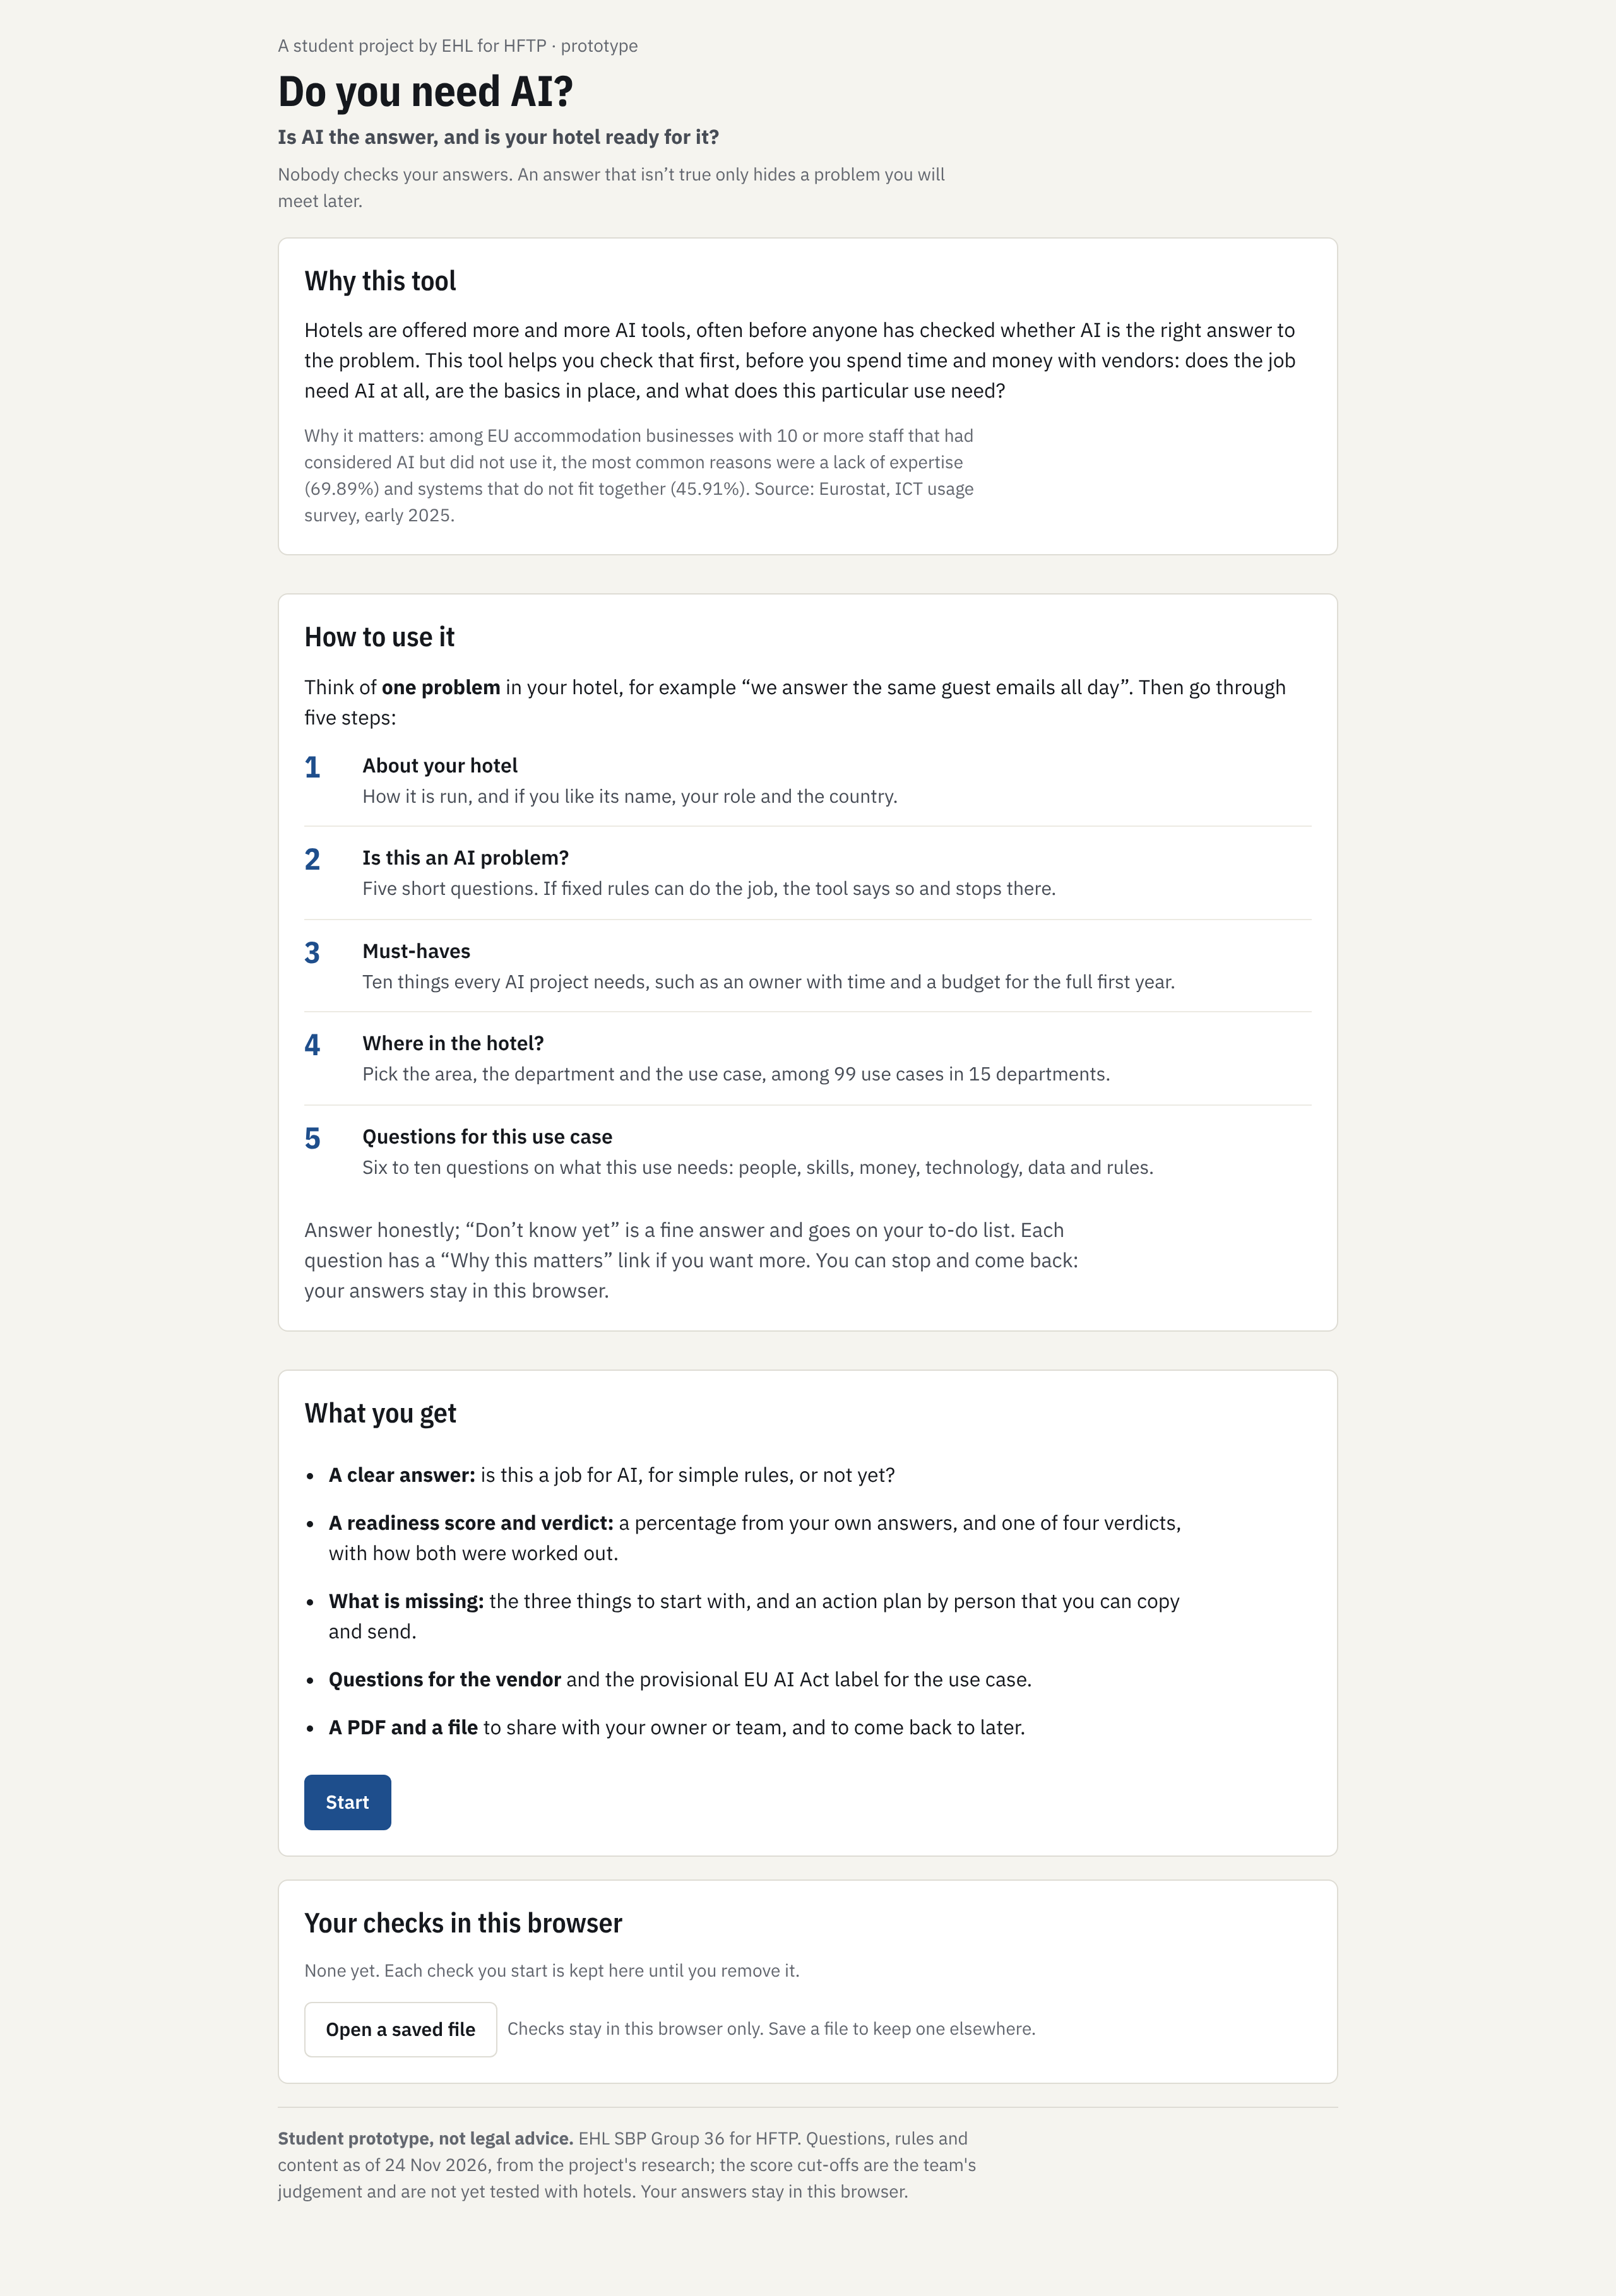 A student project by EHL for HFTP · prototype
Do you need AI?
Is AI the answer, and is your hotel ready for it?
Nobody checks your answers. An answer that isn’t true only hides a problem you will
meet later.
Why this tool
Hotels are offered more and more AI tools, often before anyone has checked whether AI is the right answer to
the problem. This tool helps you check that first, before you spend time and money with vendors: does the job
need AI at all, are the basics in place, and what does this particular use need?
Why it matters: among EU accommodation businesses with 10 or more staff that had
considered AI but did not use it, the most common reasons were a lack of expertise
(69.89%) and systems that do not fit together (45.91%). Source: Eurostat, ICT usage
survey, early 2025.
How to use it
Think of one problem in your hotel, for example “we answer the same guest emails all day”. Then go through
five steps:
1 About your hotel
How it is run, and if you like its name, your role and the country.
2 Is this an AI problem?
Five short questions. If fixed rules can do the job, the tool says so and stops there.
3 Must-haves
Ten things every AI project needs, such as an owner with time and a budget for the full first year.
4 Where in the hotel?
Pick the area, the department and the use case, among 99 use cases in 15 departments.
5 Questions for this use case
Six to ten questions on what this use needs: people, skills, money, technology, data and rules.
Answer honestly; “Don’t know yet” is a fine answer and goes on your to-do list. Each
question has a “Why this matters” link if you want more. You can stop and come back:
your answers stay in this browser.
What you get
• A clear answer: is this a job for AI, for simple rules, or not yet?
• A readiness score and verdict: a percentage from your own answers, and one of four verdicts,
with how both were worked out.
• What is missing: the three things to start with, and an action plan by person that you can copy
and send.
• Questions for the vendor and the provisional EU AI Act label for the use case.
• A PDF and a file to share with your owner or team, and to come back to later.
Start
Your checks in this browser
None yet. Each check you start is kept here until you remove it.
Open a saved file Checks stay in this browser only. Save a file to keep one elsewhere.
Student prototype, not legal advice. EHL SBP Group 36 for HFTP. Questions, rules and
content as of 24 Nov 2026, from the project's research; the score cut-offs are the team's
judgement and are not yet tested with hotels. Your answers stay in this browser.